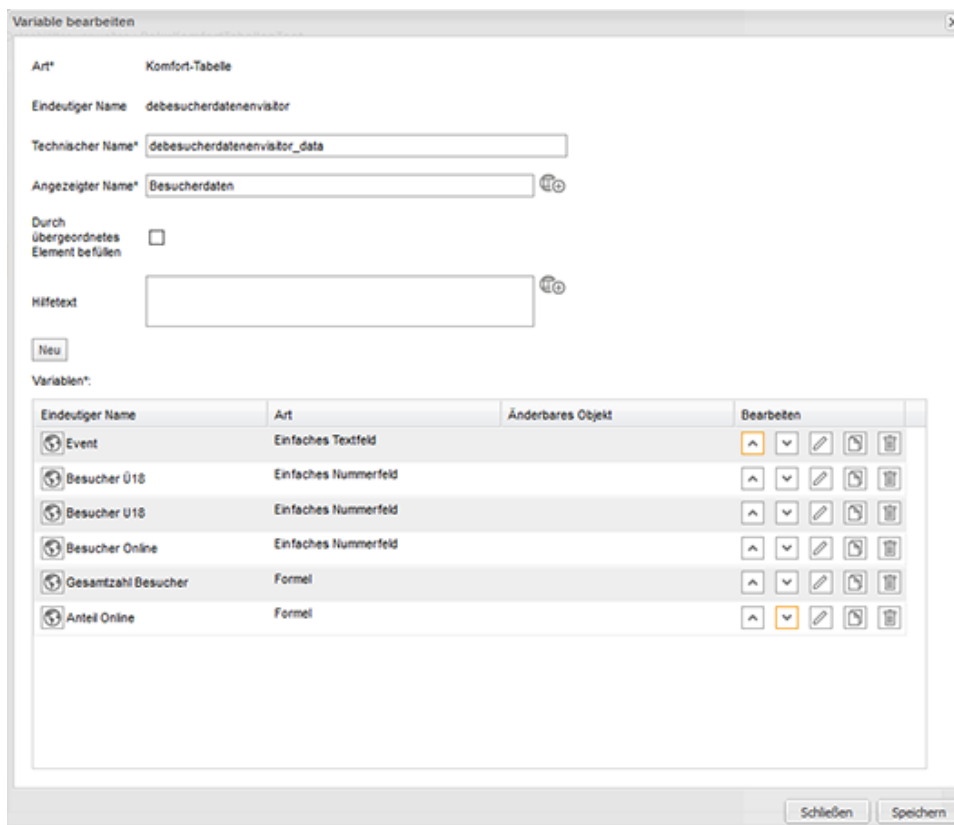 Variable bearbeiten
Art* Komfort-Tabelle
Eindeutiger Name debesucherdatenenvisitor
Technischer Name* debesucherdatenenvisitor_data
Angezeigter Name* Besucherdaten
Durch
übergeordnetes
Element befüllen
Hilfetext
Neu
Variablen*:
Eindeutiger Name Art Änderbares Objekt Bearbeiten
Event Einfaches Textfeld
Besucher Ü18 Einfaches Nummerfeld
Besucher U18 Einfaches Nummerfeld
Besucher Online Einfaches Nummerfeld
Gesamtzahl Besucher Formel
Anteil Online Formel
Schließen Speichern